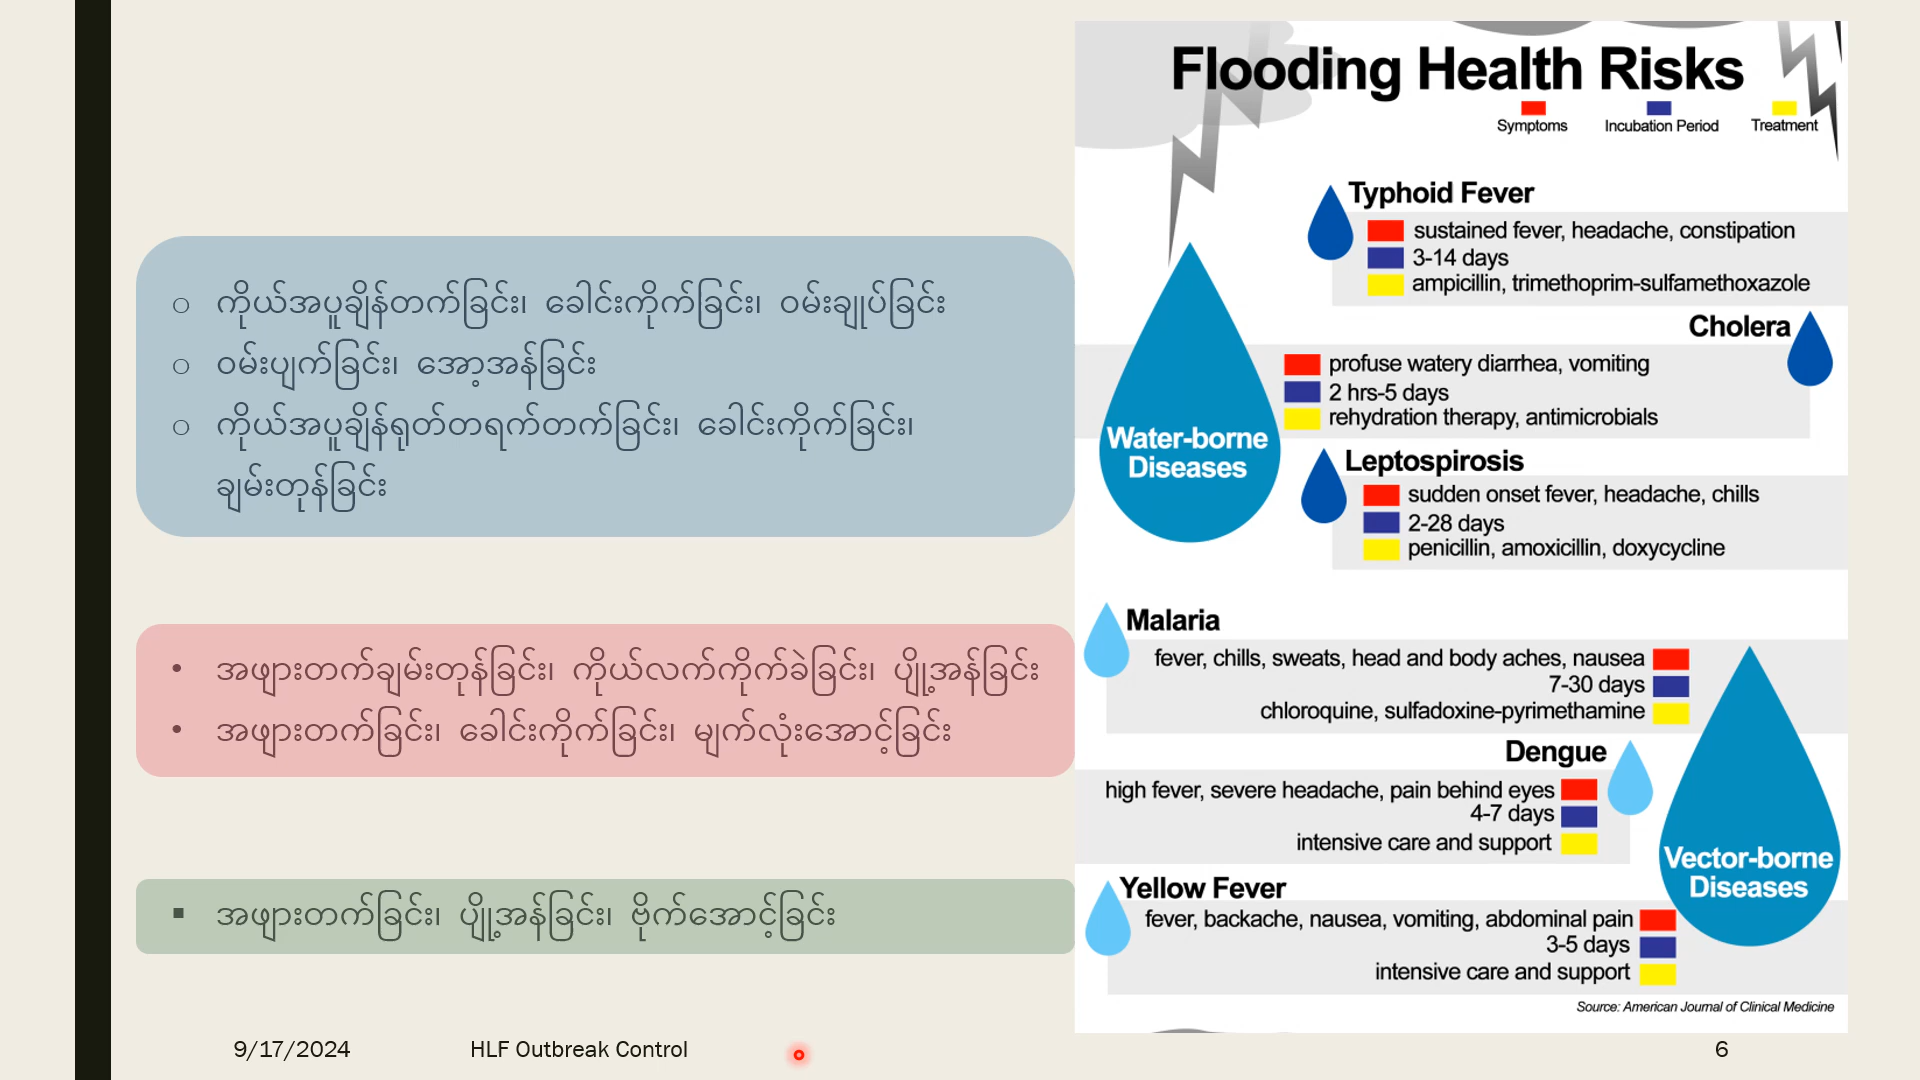 ကိုယ်အပူချိန်တက်ခြင်း၊ ခေါင်းကိုက်ခြင်း၊ ဝမ်းချုပ်ခြင်း
ဝမ်းပျက်ခြင်း၊ အော့အန်ခြင်း
ကိုယ်အပူချိန်ရုတ်တရက်တက်ခြင်း၊ ခေါင်းကိုက်ခြင်း၊
ချမ်းတုန်ခြင်း
အဖျားတက်ချမ်းတုန်ခြင်း၊ ကိုယ်လက်ကိုက်ခဲခြင်း၊ ပျို့အန်ခြင်း
အဖျားတက်ခြင်း၊ ခေါင်းကိုက်ခြင်း၊ မျက်လုံးအောင့်ခြင်း
အဖျားတက်ခြင်း၊ ပျို့အန်ခြင်း၊ ဗိုက်အောင့်ခြင်း
Flooding Health Risks
Symptoms
Incubation Period
Treatment
Water-borne
Diseases
Typhoid Fever
sustained fever, headache, constipation
3-14 days
ampicillin, trimethoprim-sulfamethoxazole
Cholera
profuse watery diarrhea, vomiting
2 hrs-5 days
rehydration therapy, antimicrobials
Leptospirosis
sudden onset fever, headache, chills
2-28 days
penicillin, amoxicillin, doxycycline
Malaria
fever, chills, sweats, head and body aches, nausea
7-30 days
chloroquine, sulfadoxine-pyrimethamine
Dengue
high fever, severe headache, pain behind eyes
4-7 days
intensive care and support
Vector-borne
Diseases
Yellow Fever
fever, backache, nausea, vomiting, abdominal pain
3-5 days
intensive care and support
Source: American Journal of Clinical Medicine
9/17/2024
HLF Outbreak Control
6